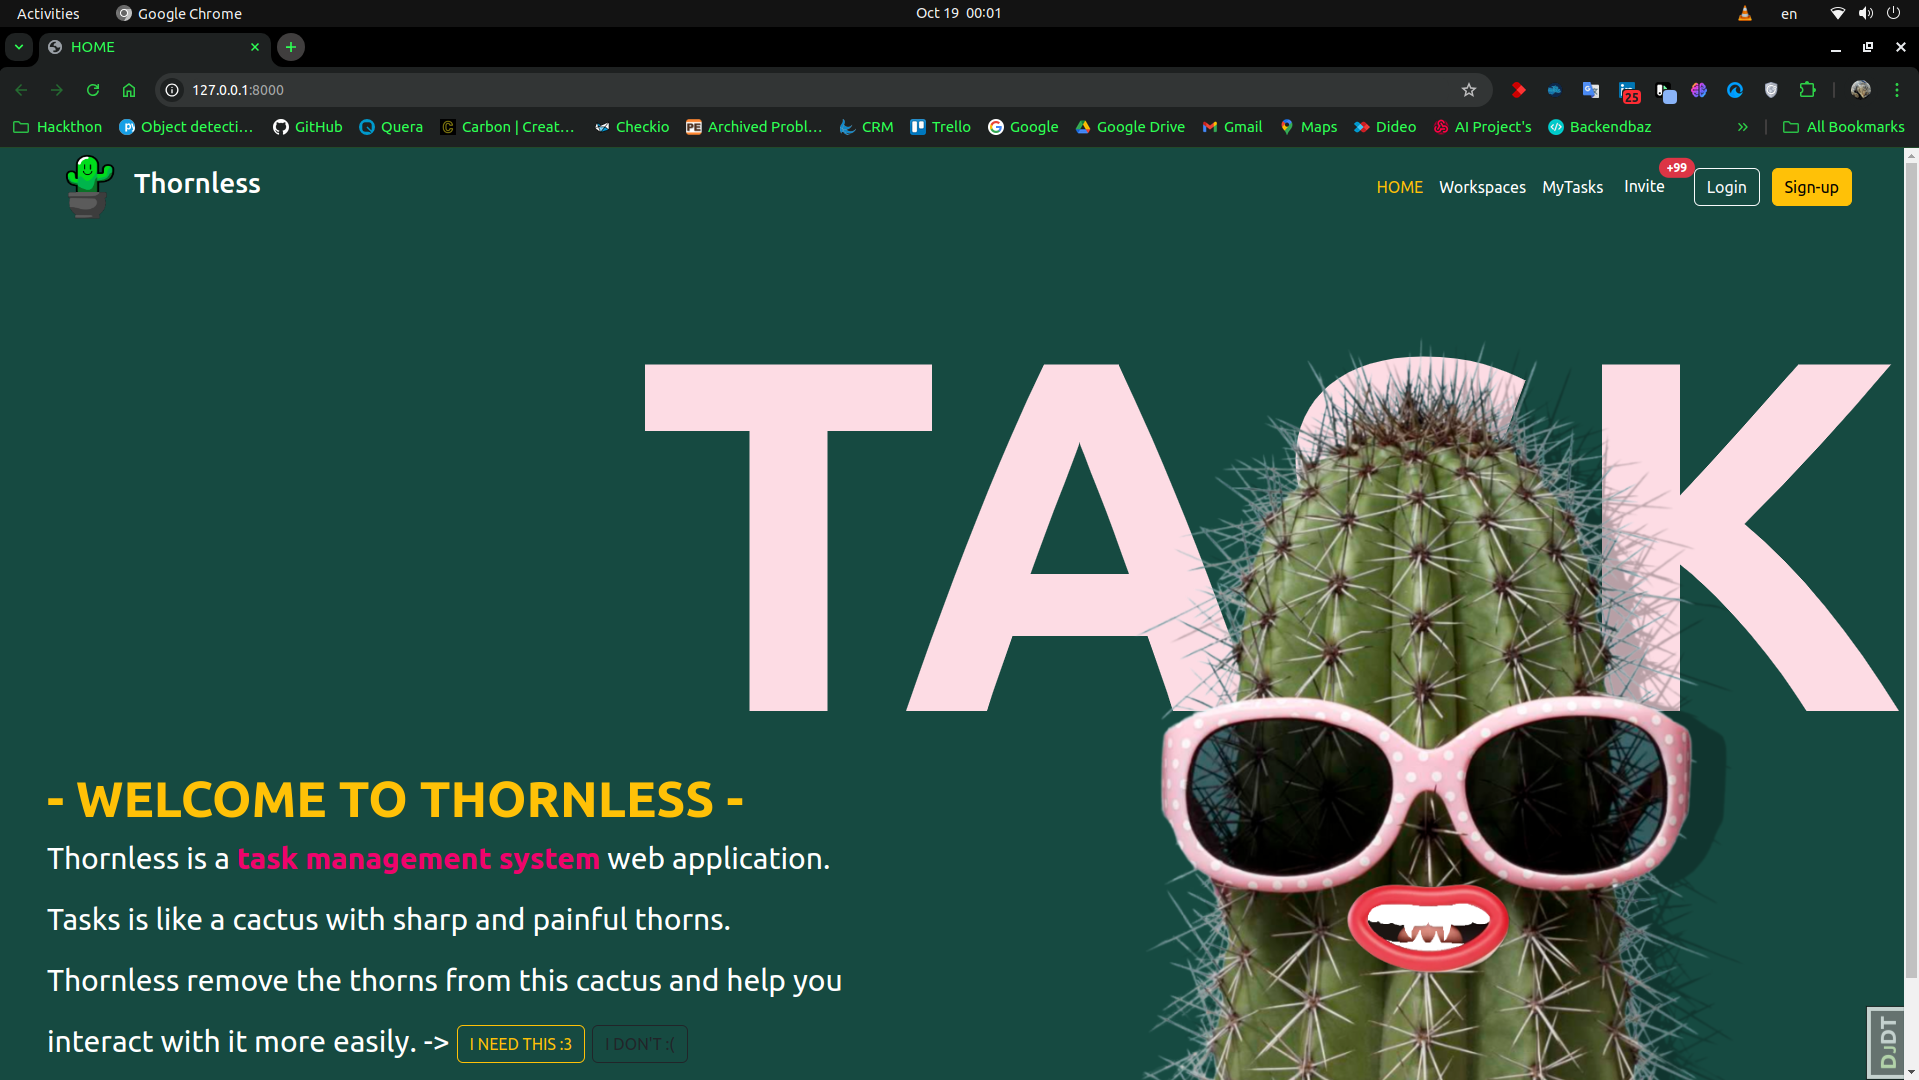 Activities
Google Chrome
Oct 19 00:01
en
HOME
127.0.0.1:8000
25
Hackthon
Object detecti...
GitHub
Quera
Carbon | Creat...
Checkio
Archived Probl...
CRM
Trello
Google
Google Drive
Gmail
Maps
Dideo
AI Project's
Backendbaz
»
All Bookmarks
Thornless
HOME
Workspaces
MyTasks
Invite
+99
Login
Sign-up
TASK
- WELCOME TO THORNLESS -
Thornless is a task management system web application.
Tasks is like a cactus with sharp and painful thorns.
Thornless remove the thorns from this cactus and help you
interact with it more easily. -> I NEED THIS :3 I DON'T :(
DJDT